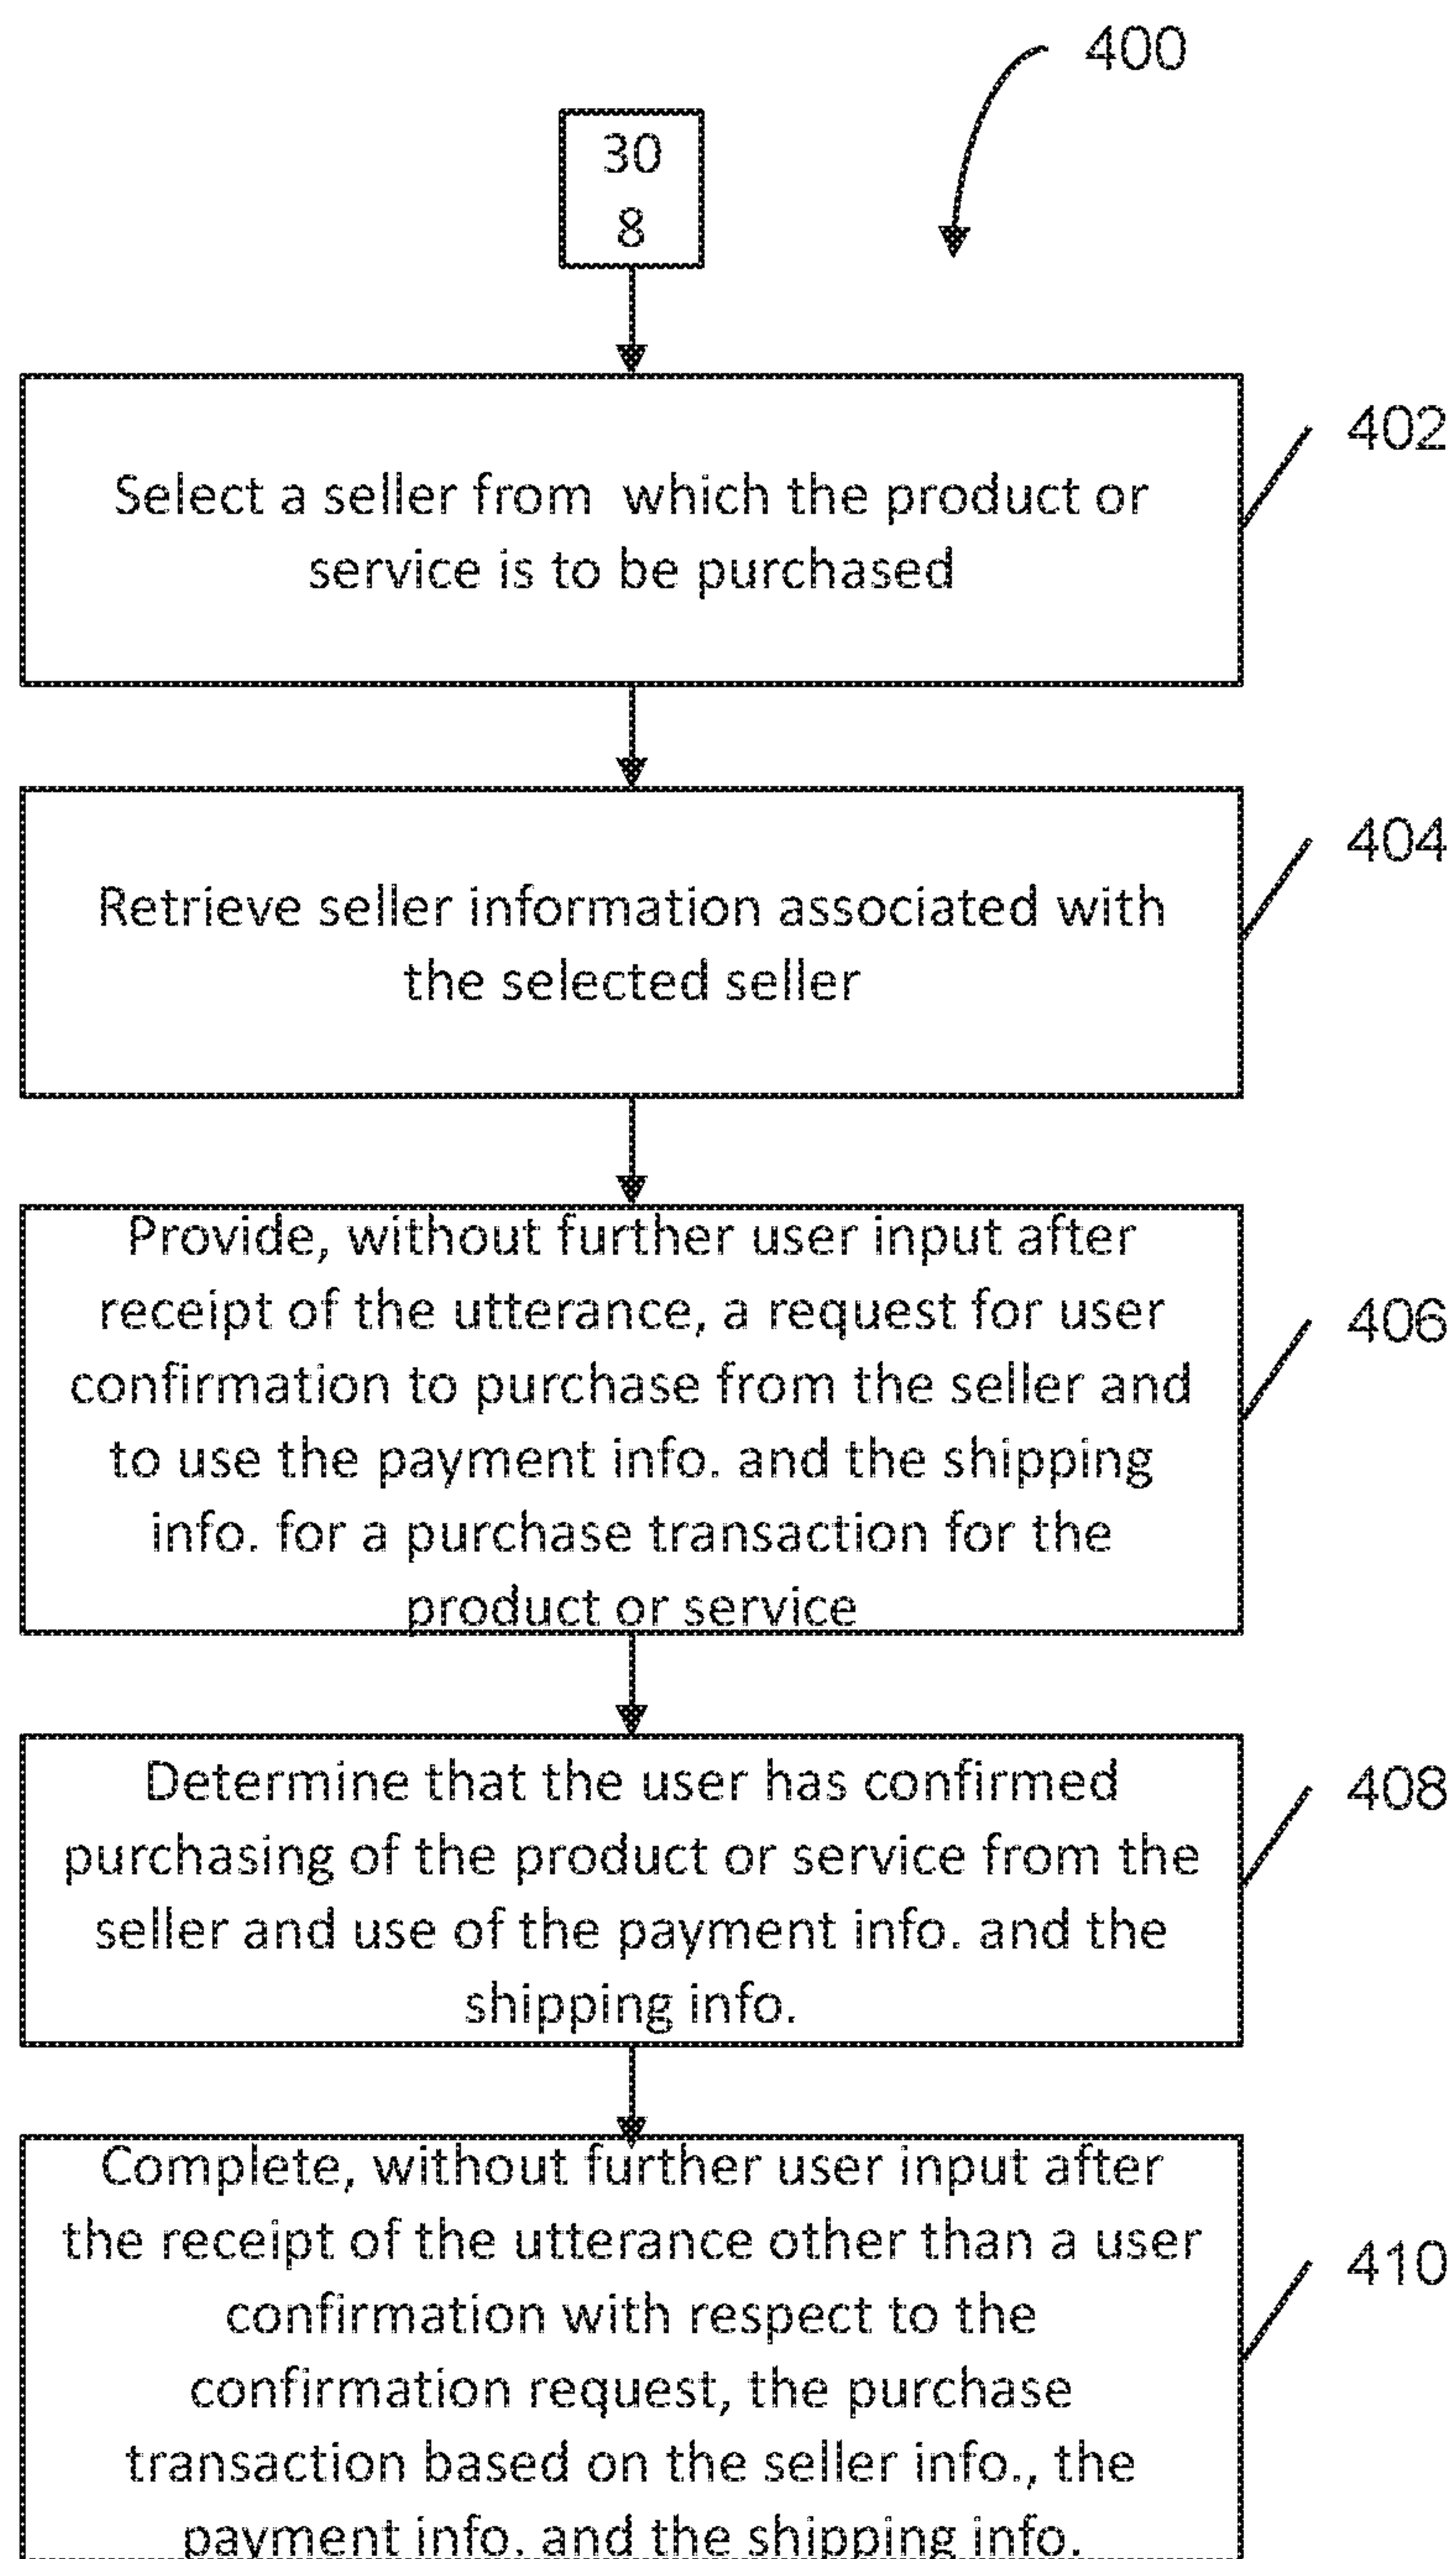 400
30
8
402
Select a seller from which the product or
service is to be purchased
404
Retrieve seller information associated with
the selected seller
Provide, without further user input after
receipt of the utterance, a request for user
406
confirmation to purchase from the seller and
to use the payment info. and the shipping
info. for a purchase transaction for the
product or service
Determine that the user has confirmed
408
purchasing of the product or service from the
seller and use of the payment info. and the
shipping info.
Complete, without further user input after
the receipt of the utterance other than a user
410
confirmation with respect to the
confirmation request, the purchase
transaction based on the seller info., the
payment info. and the shipping info.